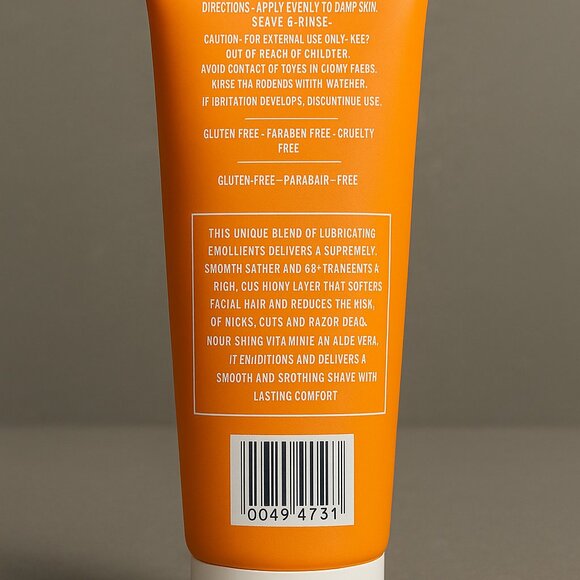 DIRECTIONS - APPLY EVENLY TO DAMP SKIN.
SEAVE 6-RINSE-
CAUTION- FOR EXTERNAL USE ONLY- KEE?
OUT OF REACH OF CHILDTER.
AVOID CONTACT OF TOYES IN CIOMY FAEBS.
KIRSE THA RODENDS WITITH WATEHER.
IF IBRITATION DEVELOPS, DISCUNTINUE USE.
GLUTEN FREE - FARABEN FREE - CRUELTY
FREE
GLUTEN-FREE—PARABAIR—FREE
THIS UNIQUE BLEND OF LUBRICATING
EMOLLIENTS DELIVERS A SUPREMELY.
SMOMTH SATHER AND 68+TRANEENTS &
RIGH, CUS HIONY LAYER THAT SOFTERS
FACIAL HAIR AND REDUCES THE MISK,
OF NICKS, CUTS AND RAZOR DEAQ.
NOUR SHING VITA MINIE AN ALDE VERA.
IT ENIIDITIONS AND DELIVERS A
SMOOTH AND SROTHING SHAVE WITH
LASTING COMFORT
0049 4731